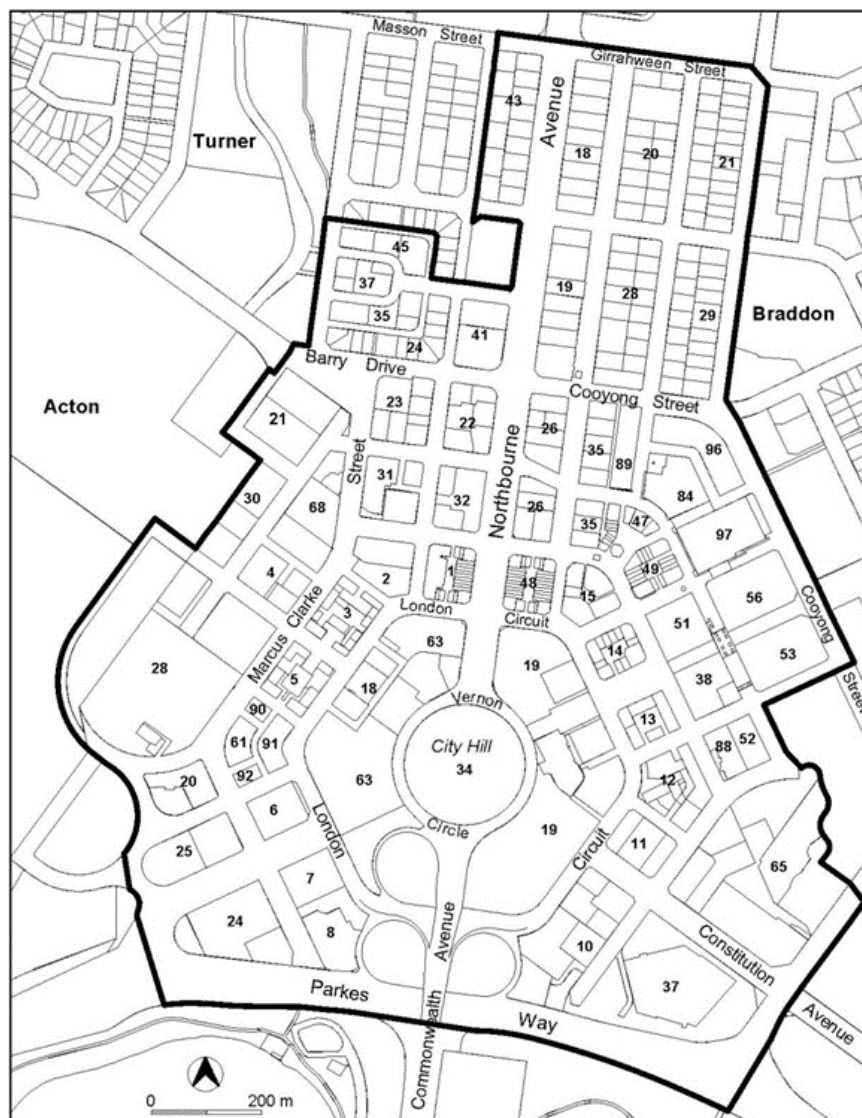 Masson Street
Girrahween Street
Turner
43
Avenue
18
20
21
45
37
35
24
41
19
28
29
Braddon
Barry Drive
Acton
21
23
22
Cooyong Street
26
35
89
96
Northbourne
Street
31
32
30
68
26
35
47
84
97
4
2
1
48
49
15
London Circuit
Marcus Clarke
3
63
19
14
51
56
Cooyong
Street
28
5
18
Vernon
38
53
90
61
91
92
City Hill
34
13
88
52
20
6
63
Circle
12
London
19
Circuit
11
65
25
7
24
8
Avenue
10
Constitution
37
Parkes
Way
Commonwealth
Avenue
0 200 m